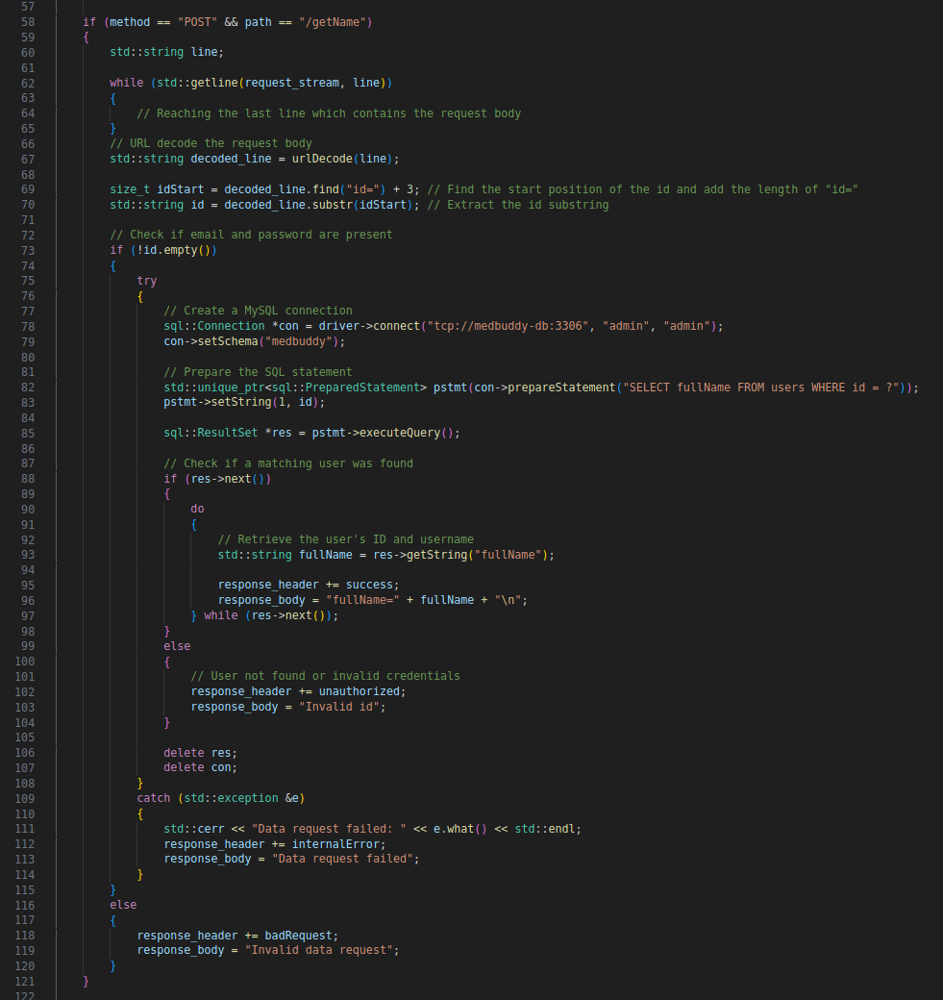 57
58 if (method == "POST" && path == "/getName")
59 {
60 std::string line;
61
62 while (std::getline(request_stream, line))
63 {
64 // Reaching the last line which contains the request body
65 }
66 // URL decode the request body
67 std::string decoded_line = urlDecode(line);
68
69 size_t idStart = decoded_line.find("id=") + 3; // Find the start position of the id and add the length of "id="
70 std::string id = decoded_line.substr(idStart); // Extract the id substring
71
72 // Check if email and password are present
73 if (!id.empty())
74 {
75 try
76 {
77 // Create a MySQL connection
78 sql::Connection *con = driver->connect("tcp://medbuddy-db:3306", "admin", "admin");
79 con->setSchema("medbuddy");
80
81 // Prepare the SQL statement
82 std::unique_ptr<sql::PreparedStatement> pstmt(con->prepareStatement("SELECT fullName FROM users WHERE id = ?"));
83 pstmt->setString(1, id);
84
85 sql::ResultSet *res = pstmt->executeQuery();
86
87 // Check if a matching user was found
88 if (res->next())
89 {
90 do
91 {
92 // Retrieve the user's ID and username
93 std::string fullName = res->getString("fullName");
94
95 response_header += success;
96 response_body = "fullName=" + fullName + "\n";
97 } while (res->next());
98 }
99 else
100 {
101 // User not found or invalid credentials
102 response_header += unauthorized;
103 response_body = "Invalid id";
104 }
105
106 delete res;
107 delete con;
108 }
109 catch (std::exception &e)
110 {
111 std::cerr << "Data request failed: " << e.what() << std::endl;
112 response_header += internalError;
113 response_body = "Data request failed";
114 }
115 }
116 else
117 {
118 response_header += badRequest;
119 response_body = "Invalid data request";
120 }
121 }
122